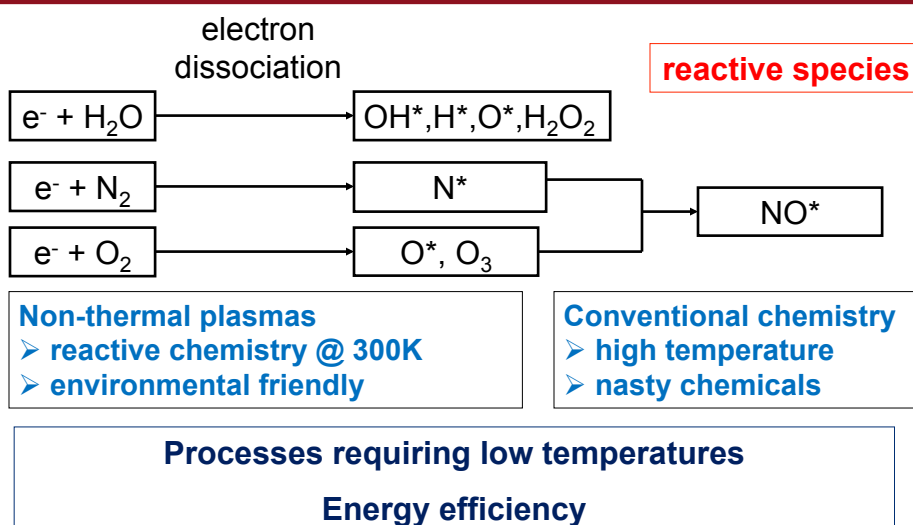 electron
dissociation
reactive species
e⁻ + H₂O
OH*,H*,O*,H₂O₂
e⁻ + N₂
N*
NO*
e⁻ + O₂
O*, O₃
Non-thermal plasmas
➢ reactive chemistry @ 300K
➢ environmental friendly
Conventional chemistry
➢ high temperature
➢ nasty chemicals
Processes requiring low temperatures
Energy efficiency